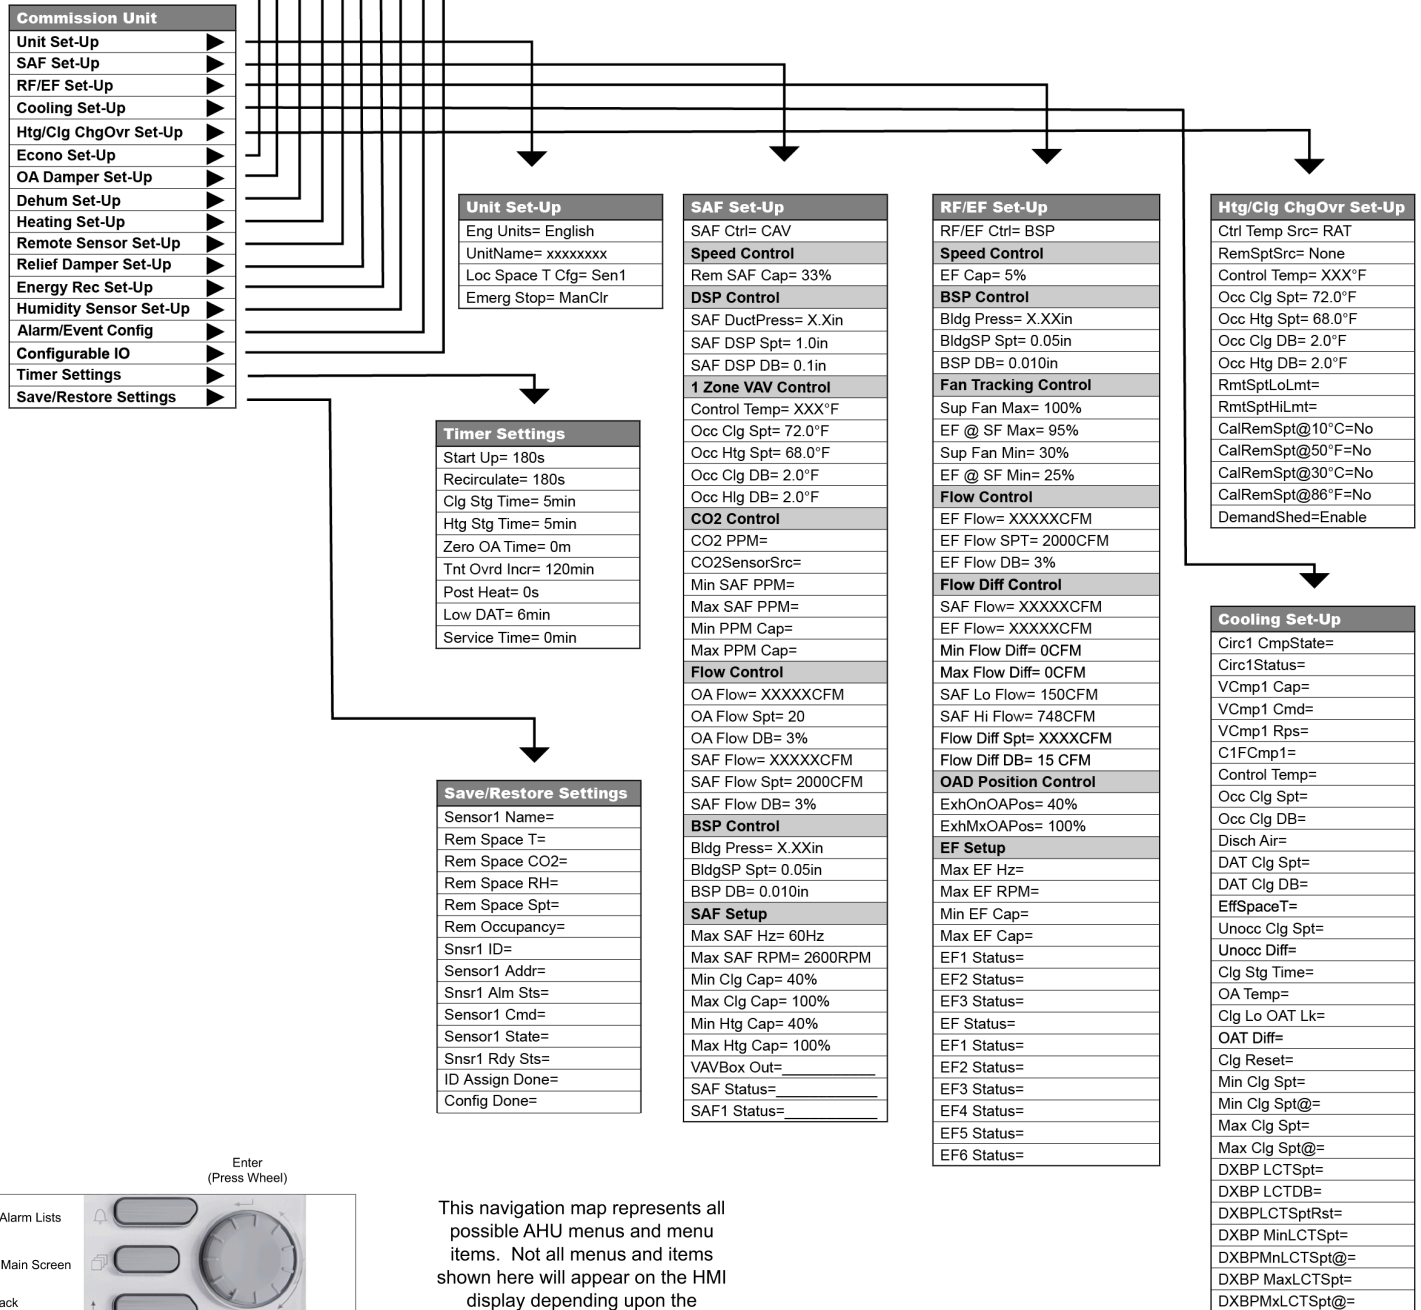 Commission Unit
Unit Set-Up
SAF Set-Up
RF/EF Set-Up
Cooling Set-Up
Htg/Clg ChgOvr Set-Up
Econo Set-Up
OA Damper Set-Up
Dehum Set-Up
Heating Set-Up
Remote Sensor Set-Up
Relief Damper Set-Up
Energy Rec Set-Up
Humidity Sensor Set-Up
Alarm/Event Config
Configurable IO
Timer Settings
Save/Restore Settings
Unit Set-Up
Eng Units= English
UnitName= xxxxxxxx
Loc Space T Cfg= Sen1
Emerg Stop= ManClr
Timer Settings
Start Up= 180s
Recirculate= 180s
Clg Stg Time= 5min
Htg Stg Time= 5min
Zero OA Time= 0m
Tnt Ovrd Incr= 120min
Post Heat= 0s
Low DAT= 6min
Service Time= 0min
Save/Restore Settings
Sensor1 Name=
Rem Space T=
Rem Space CO2=
Rem Space RH=
Rem Space Spt=
Rem Occupancy=
Snsr1 ID=
Sensor1 Addr=
Snsr1 Alm Sts=
Sensor1 Cmd=
Sensor1 State=
Snsr1 Rdy Sts=
ID Assign Done=
Config Done=
SAF Set-Up
SAF Ctrl= CAV
Speed Control
Rem SAF Cap= 33%
DSP Control
SAF DuctPress= X.Xin
SAF DSP Spt= 1.0in
SAF DSP DB= 0.1in
1 Zone VAV Control
Control Temp= XXX°F
Occ Clg Spt= 72.0°F
Occ Htg Spt= 68.0°F
Occ Clg DB= 2.0°F
Occ Hlg DB= 2.0°F
CO2 Control
CO2 PPM=
CO2SensorSrc=
Min SAF PPM=
Max SAF PPM=
Min PPM Cap=
Max PPM Cap=
Flow Control
OA Flow= XXXXXCFM
OA Flow Spt= 20
OA Flow DB= 3%
SAF Flow= XXXXXCFM
SAF Flow Spt= 2000CFM
SAF Flow DB= 3%
BSP Control
Bldg Press= X.XXin
BldgSP Spt= 0.05in
BSP DB= 0.010in
SAF Setup
Max SAF Hz= 60Hz
Max SAF RPM= 2600RPM
Min Clg Cap= 40%
Max Clg Cap= 100%
Min Htg Cap= 40%
Max Htg Cap= 100%
VAVBox Out=____________
SAF Status=_____________
SAF1 Status=____________
RF/EF Set-Up
RF/EF Ctrl= BSP
Speed Control
EF Cap= 5%
BSP Control
Bldg Press= X.XXin
BldgSP Spt= 0.05in
BSP DB= 0.010in
Fan Tracking Control
Sup Fan Max= 100%
EF @ SF Max= 95%
Sup Fan Min= 30%
EF @ SF Min= 25%
Flow Control
EF Flow= XXXXXCFM
EF Flow SPT= 2000CFM
EF Flow DB= 3%
Flow Diff Control
SAF Flow= XXXXXCFM
EF Flow= XXXXXCFM
Min Flow Diff= 0CFM
Max Flow Diff= 0CFM
SAF Lo Flow= 150CFM
SAF Hi Flow= 748CFM
Flow Diff Spt= XXXXCFM
Flow Diff DB= 15 CFM
OAD Position Control
ExhOnOAPos= 40%
ExhMxOAPos= 100%
EF Setup
Max EF Hz=
Max EF RPM=
Min EF Cap=
Max EF Cap=
EF1 Status=
EF2 Status=
EF3 Status=
EF Status=
EF1 Status=
EF2 Status=
EF3 Status=
EF4 Status=
EF5 Status=
EF6 Status=
Htg/Clg ChgOvr Set-Up
Ctrl Temp Src= RAT
RemSptSrc= None
Control Temp= XXX°F
Occ Clg Spt= 72.0°F
Occ Htg Spt= 68.0°F
Occ Clg DB= 2.0°F
Occ Htg DB= 2.0°F
RmtSptLoLmt=
RmtSptHiLmt=
CalRemSpt@10°C=No
CalRemSpt@50°F=No
CalRemSpt@30°C=No
CalRemSpt@86°F=No
DemandShed=Enable
Cooling Set-Up
Circ1 CmpState=
Circ1Status=
VCmp1 Cap=
VCmp1 Cmd=
VCmp1 Rps=
C1FCmp1=
Control Temp=
Occ Clg Spt=
Occ Clg DB=
Disch Air=
DAT Clg Spt=
DAT Clg DB=
EffSpaceT=
Unocc Clg Spt=
Unocc Diff=
Clg Stg Time=
OA Temp=
Clg Lo OAT Lk=
OAT Diff=
Clg Reset=
Min Clg Spt=
Min Clg Spt@=
Max Clg Spt=
Max Clg Spt@=
DXBP LCTSpt=
DXBP LCTDB=
DXBPLCTSptRst=
DXBP MinLCTSpt=
DXBPMnLCTSpt@=
DXBP MaxLCTSpt=
DXBPMxLCTSpt@=
Enter
(Press Wheel)
Alarm Lists
Main Screen
ack
This navigation map represents all
possible AHU menus and menu
items. Not all menus and items
shown here will appear on the HMI
display depending upon the